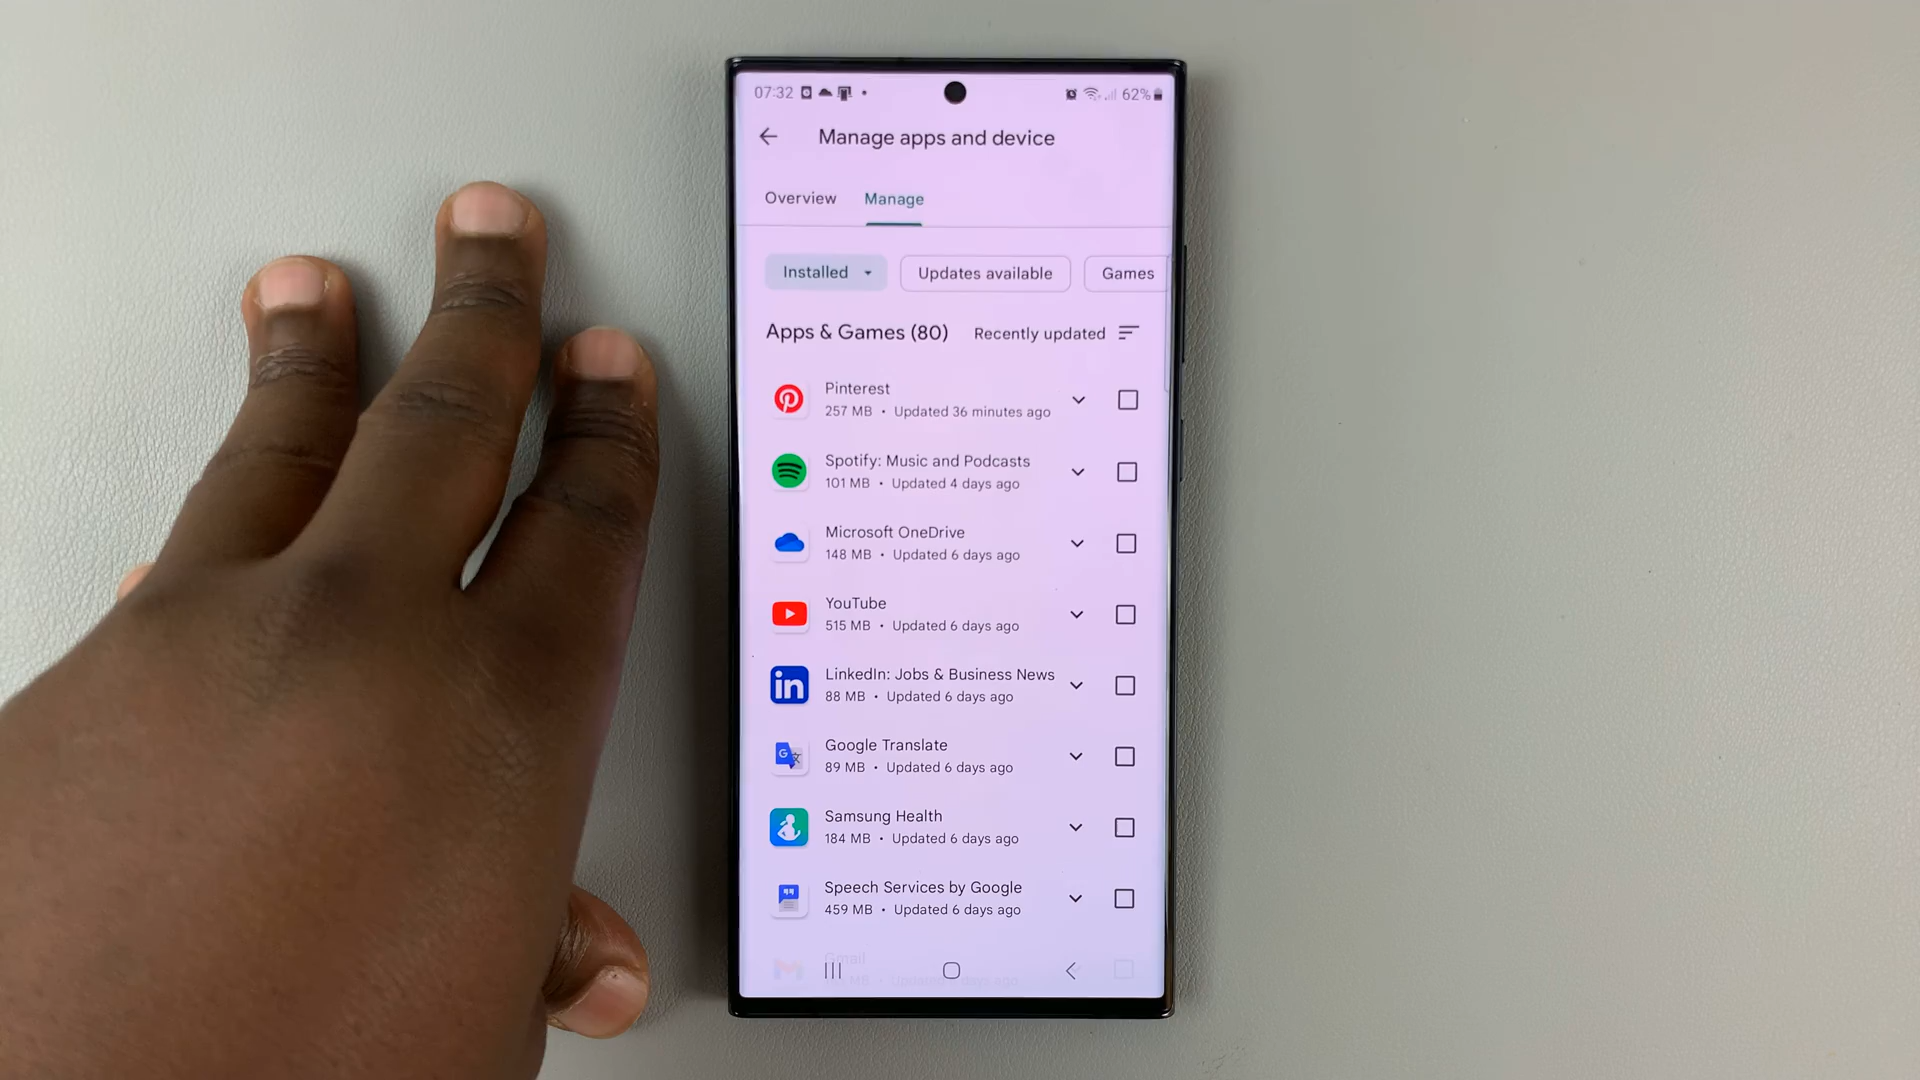 07:32
62%
Manage apps and device
Overview
Manage
Installed
Updates available
Games
Apps & Games (80)
Recently updated
Pinterest
257 MB • Updated 36 minutes ago
Spotify: Music and Podcasts
101 MB • Updated 4 days ago
Microsoft OneDrive
148 MB • Updated 6 days ago
YouTube
515 MB • Updated 6 days ago
in
LinkedIn: Jobs & Business News
88 MB • Updated 6 days ago
Google Translate
89 MB • Updated 6 days ago
Samsung Health
184 MB • Updated 6 days ago
Speech Services by Google
459 MB • Updated 6 days ago
Gmail